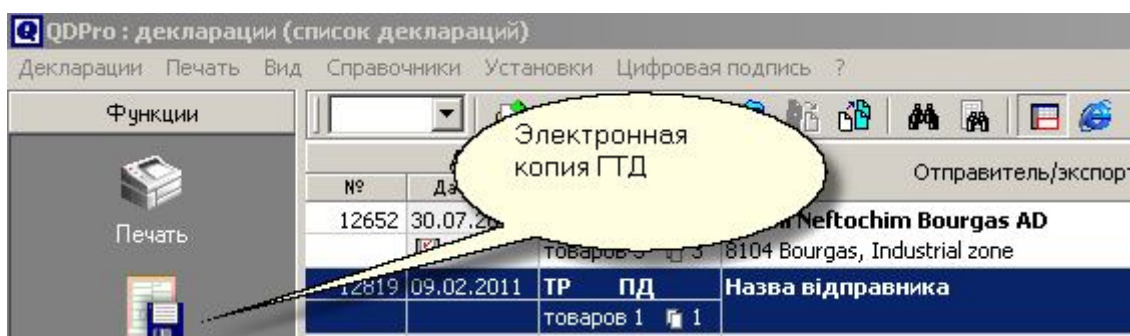 QDPro : декларации (список деклараций)
Декларации Печать Вид Справочники Установки Цифровая подпись ?
Функции
Электронная
копия ГТД
Отправитель/экспорт
№
12652 30.07.2 Neftochim Bourgas AD
Печать
товаров 3 3 8104 Bourgas, Industrial zone
12819 09.02.2011 ТР ПД Назва відправника
товаров 1 1